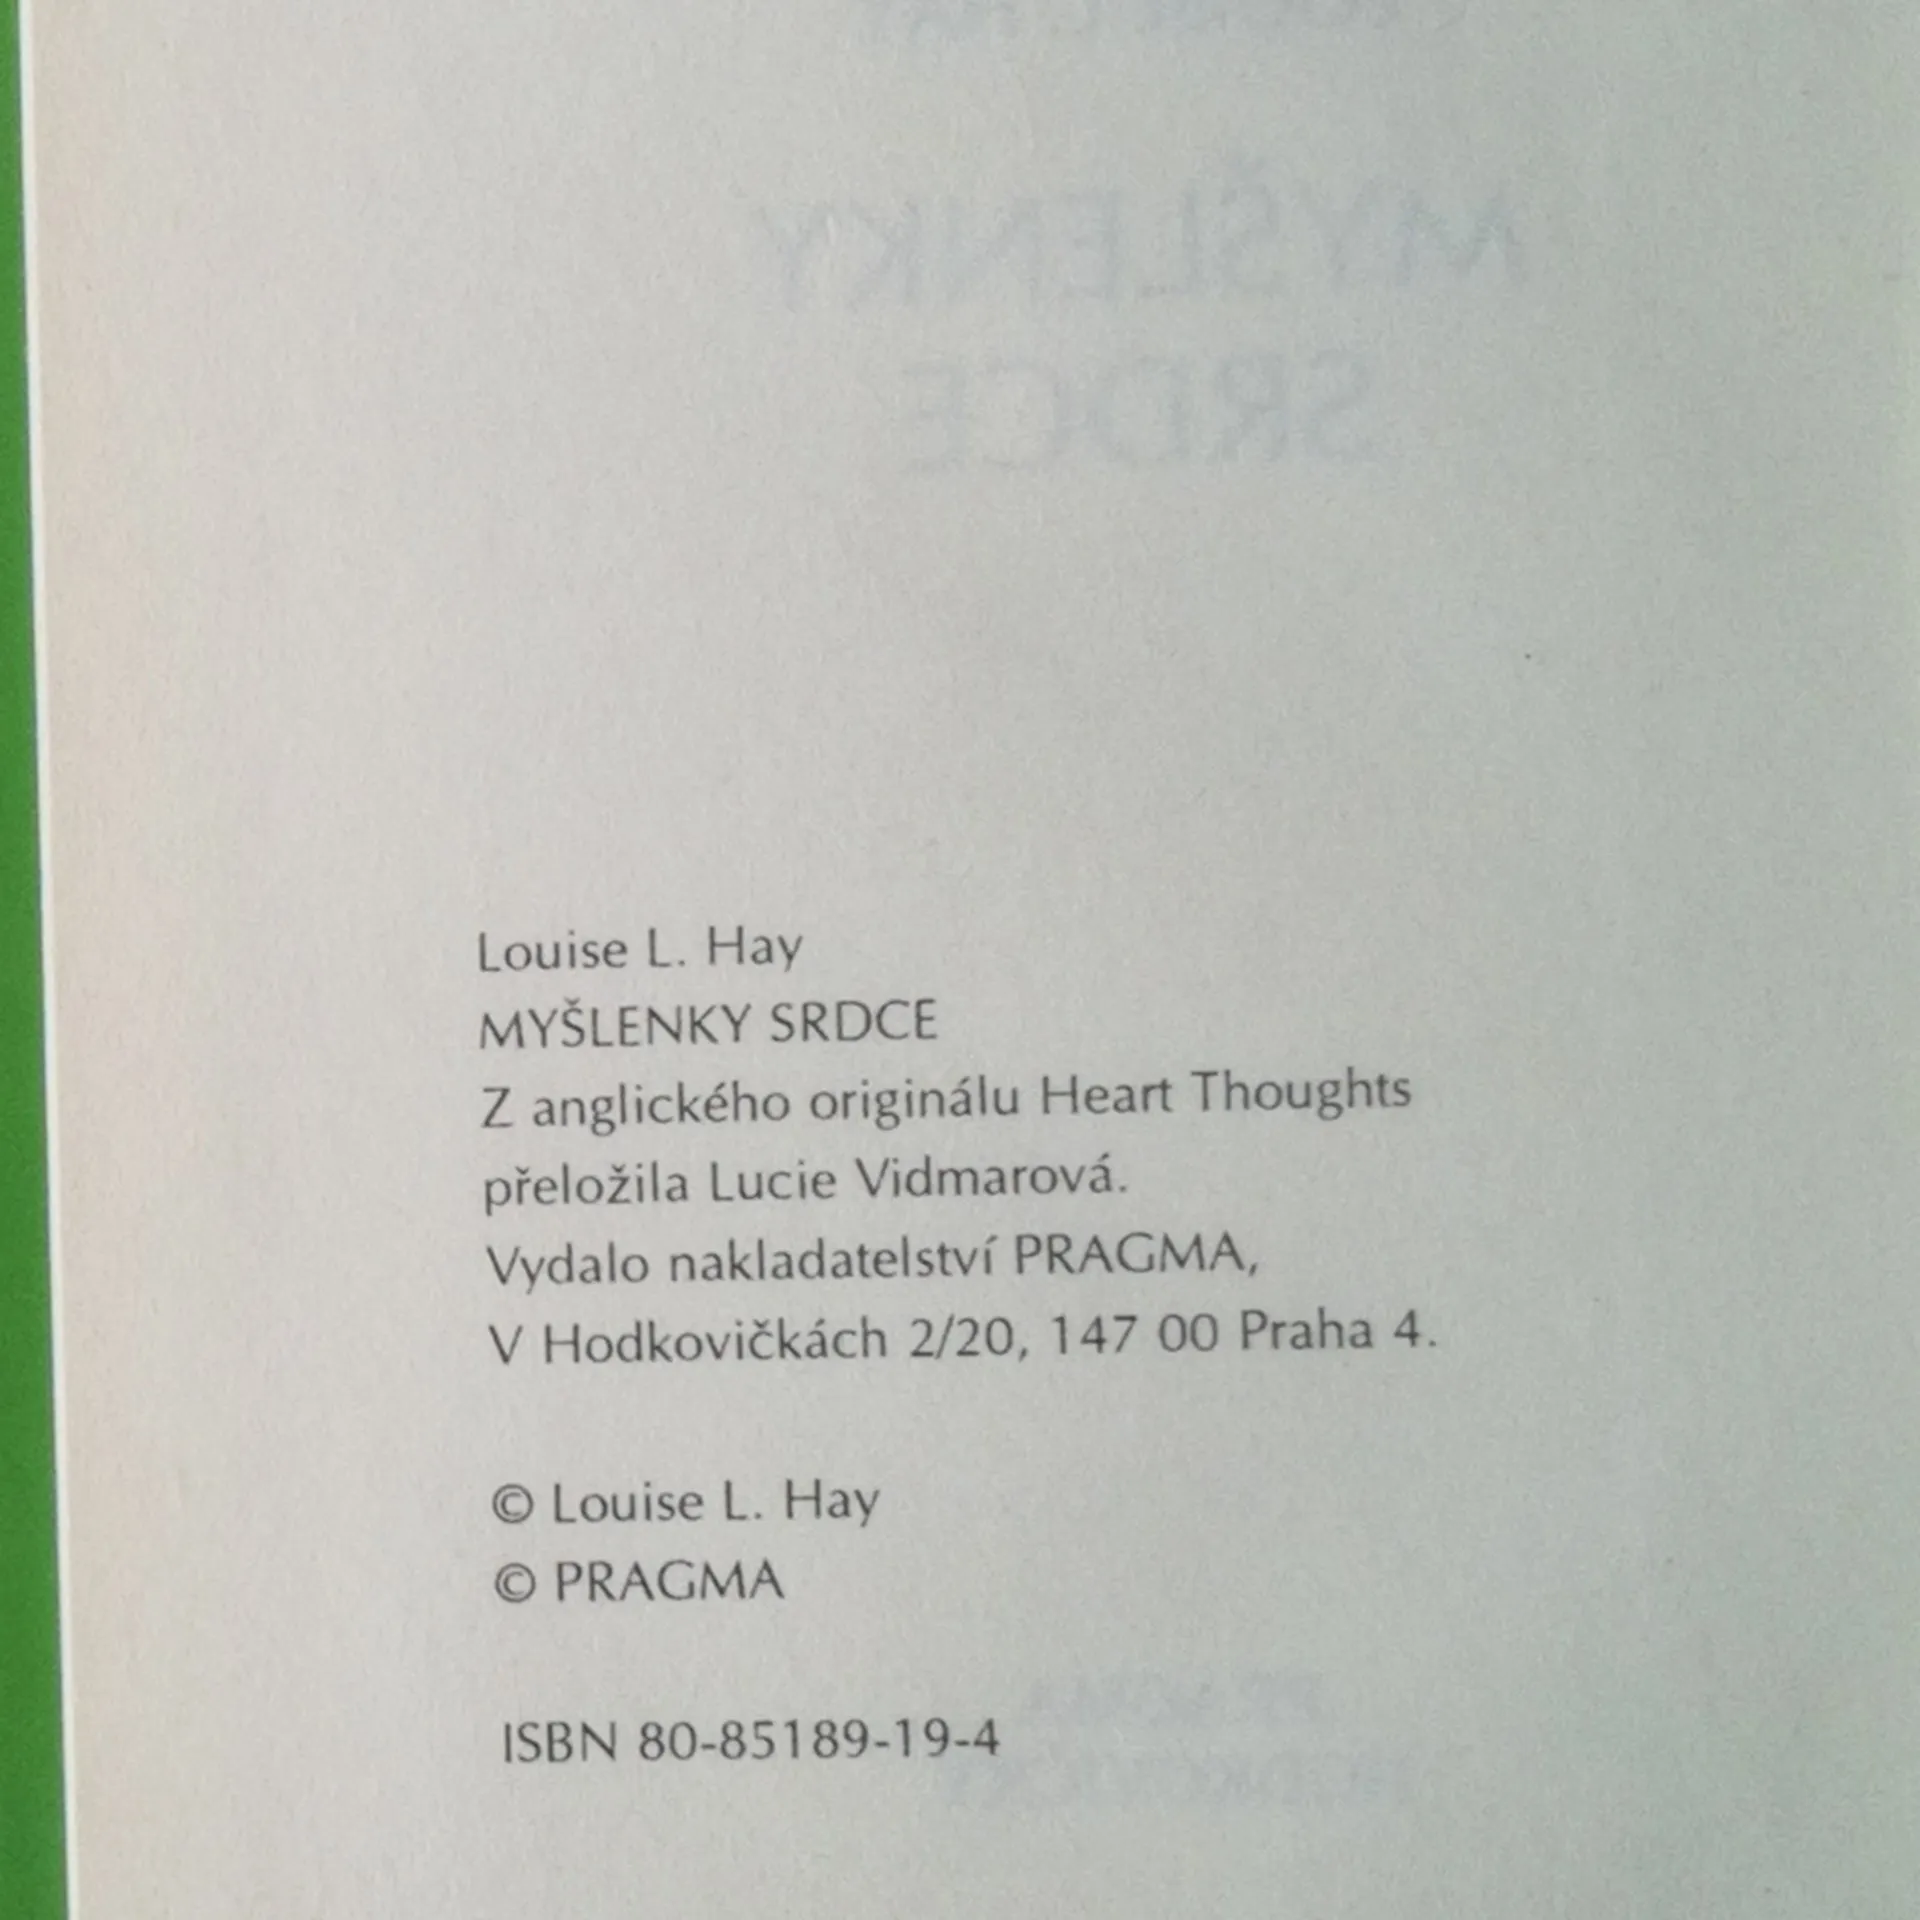 Louise L. Hay
MYŠLENKY SRDCE
Z anglického originálu Heart Thoughts
přeložila Lucie Vidmarová.
Vydalo nakladatelství PRAGMA,
V Hodkovičkách 2/20, 147 00 Praha 4.
© Louise L. Hay
© PRAGMA
ISBN 80-85189-19-4